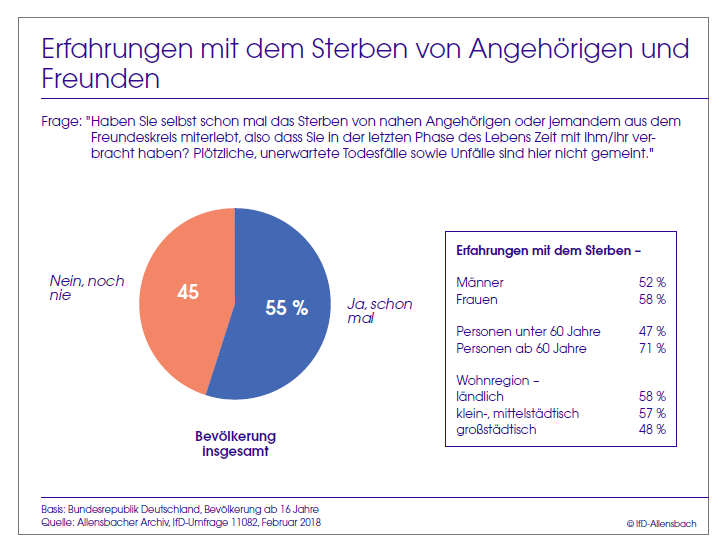 Erfahrungen mit dem Sterben von Angehörigen und
Freunden
Frage: "Haben Sie selbst schon mal das Sterben von nahen Angehörigen oder jemandem aus dem
Freundeskreis miterlebt, also dass Sie in der letzten Phase des Lebens Zeit mit ihm/ihr ver-
bracht haben? Plötzliche, unerwartete Todesfälle sowie Unfälle sind hier nicht gemeint."
Nein, noch
nie
45
55 %
Ja, schon
mal
Bevölkerung
insgesamt
Erfahrungen mit dem Sterben –
Männer 52 %
Frauen 58 %
Personen unter 60 Jahre 47 %
Personen ab 60 Jahre 71 %
Wohnregion –
ländlich 58 %
klein-, mittelstädtisch 57 %
großstädtisch 48 %
Basis: Bundesrepublik Deutschland, Bevölkerung ab 16 Jahre
Quelle: Allensbacher Archiv, IfD-Umfrage 11082, Februar 2018
© IfD-Allensbach